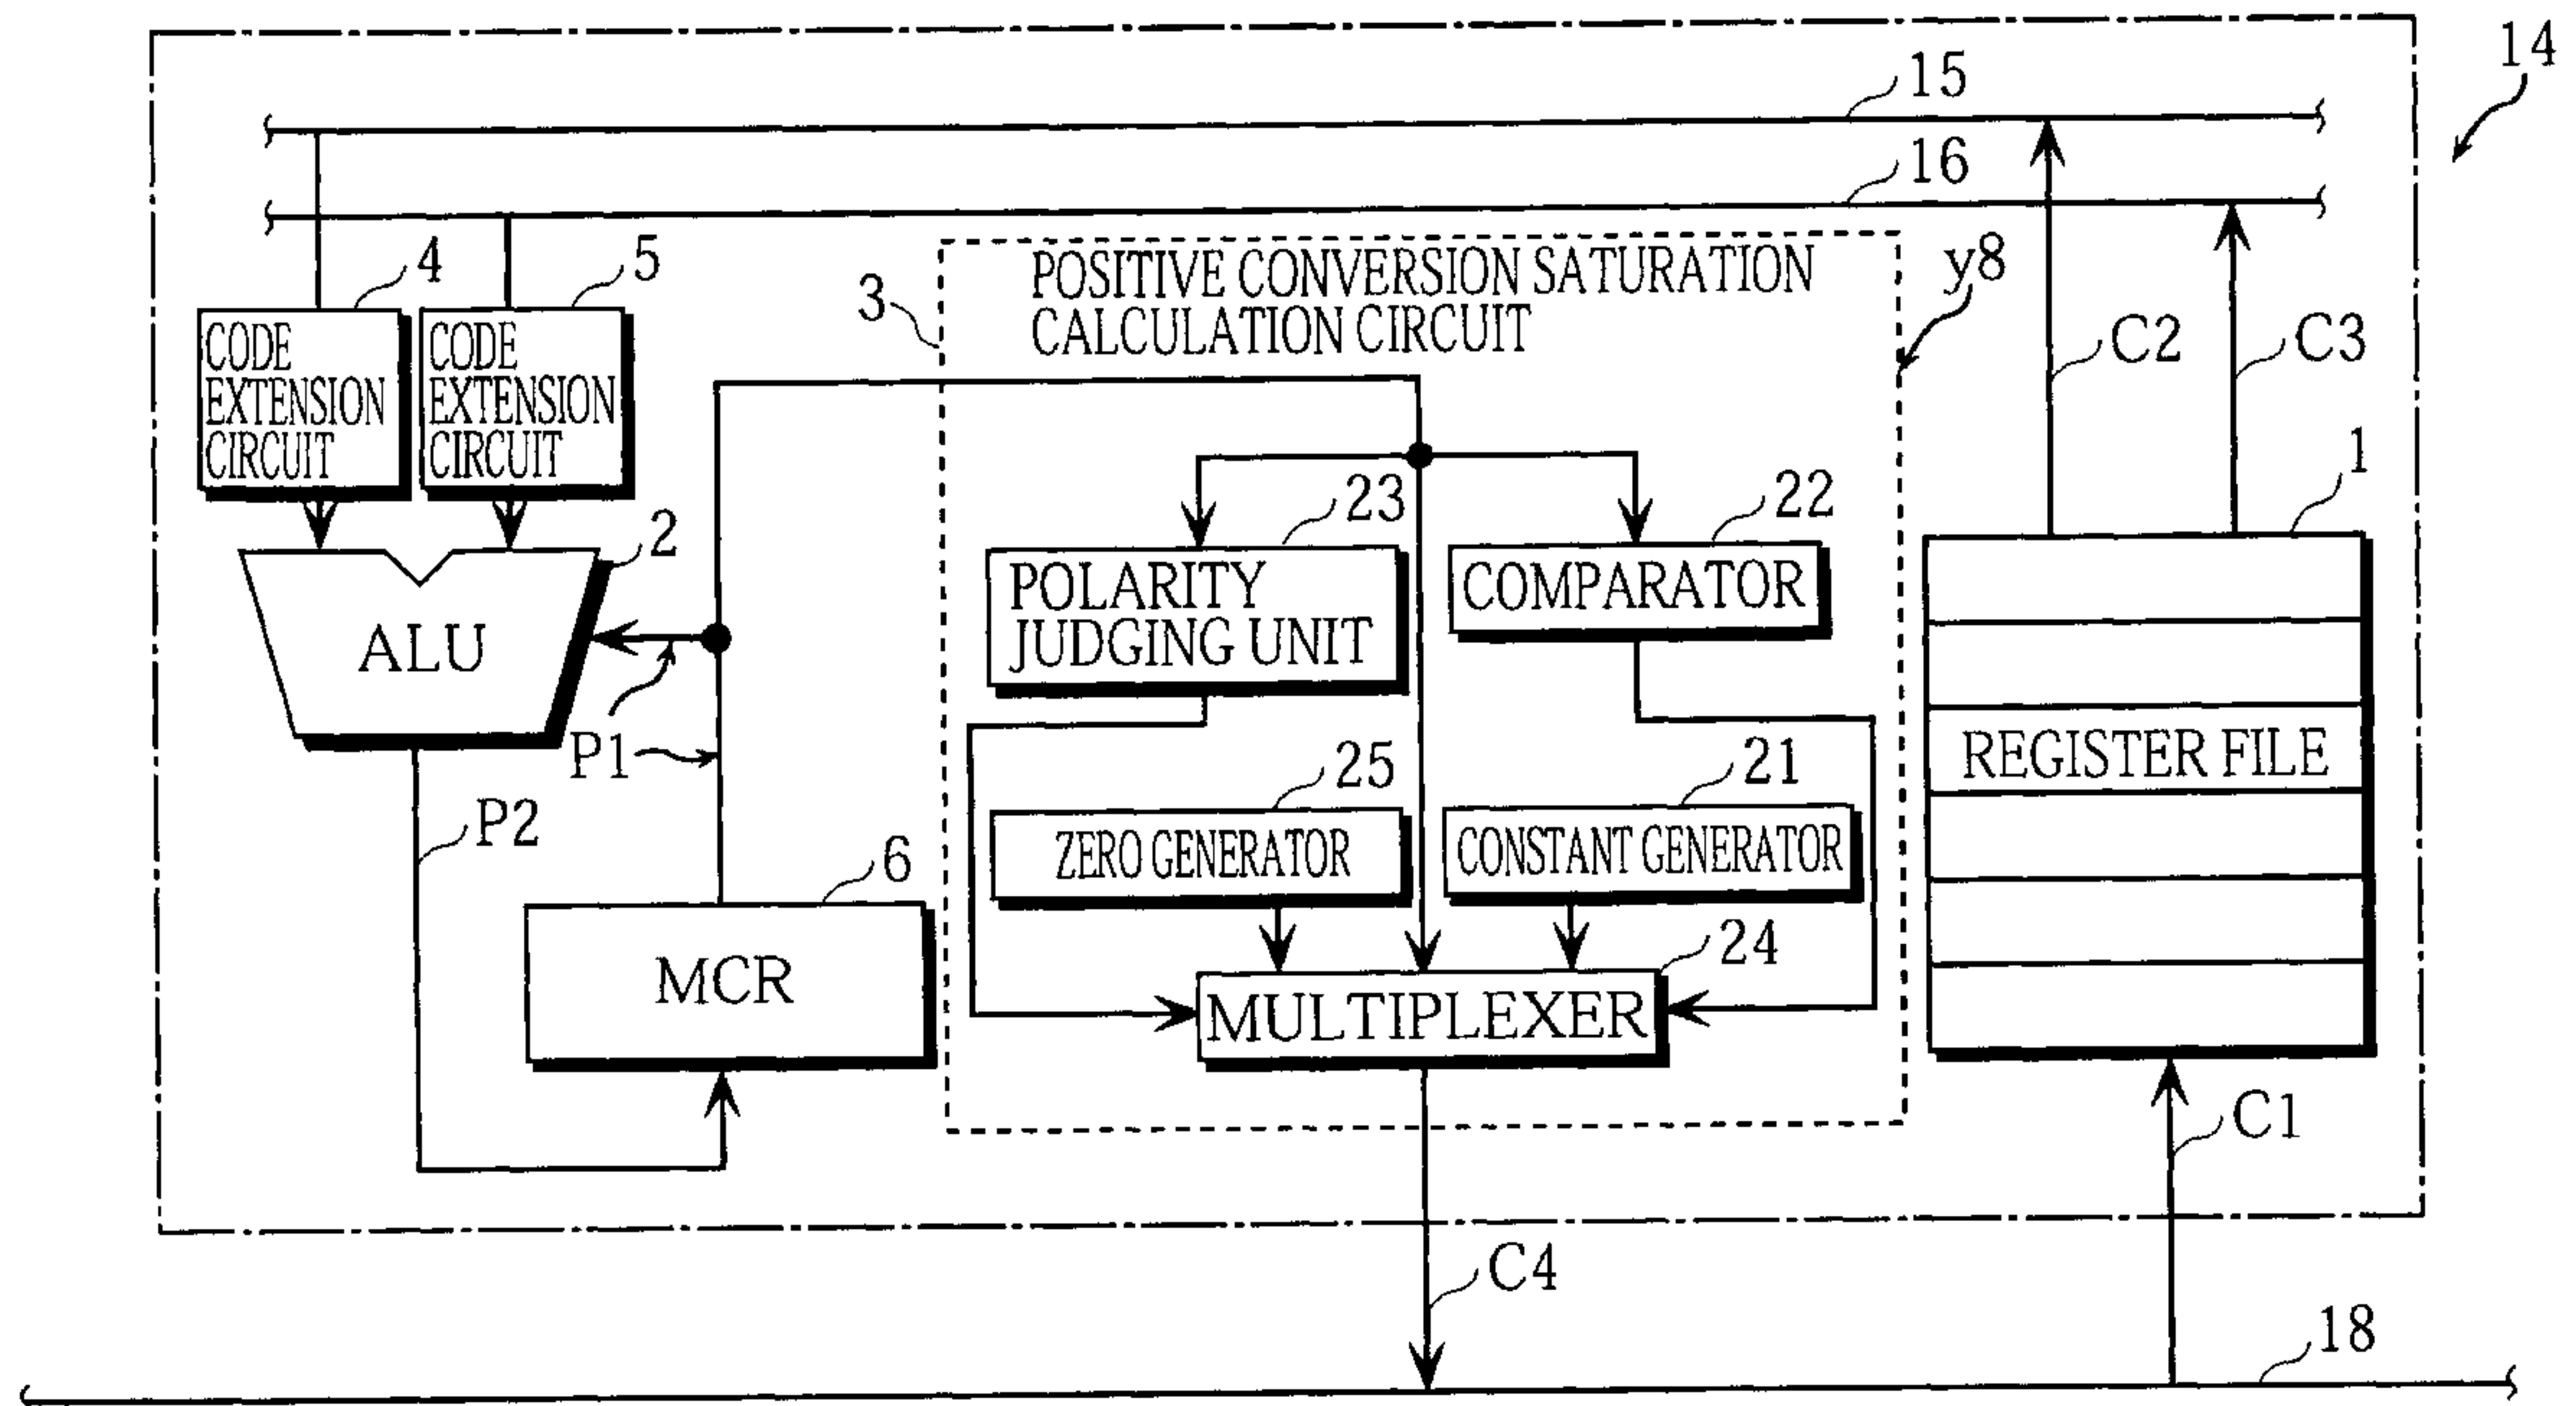 14
15
16
4
5
3
POSITIVE CONVERSION SATURATION
CALCULATION CIRCUIT
y8
C2
C3
CODE
EXTENSION
CIRCUIT
CODE
EXTENSION
CIRCUIT
1
2
23
22
POLARITY
JUDGING UNIT
COMPARATOR
ALU
P1
REGISTER FILE
25
21
P2
6
ZERO GENERATOR
CONSTANT GENERATOR
24
MCR
MULTIPLEXER
C1
C4
18